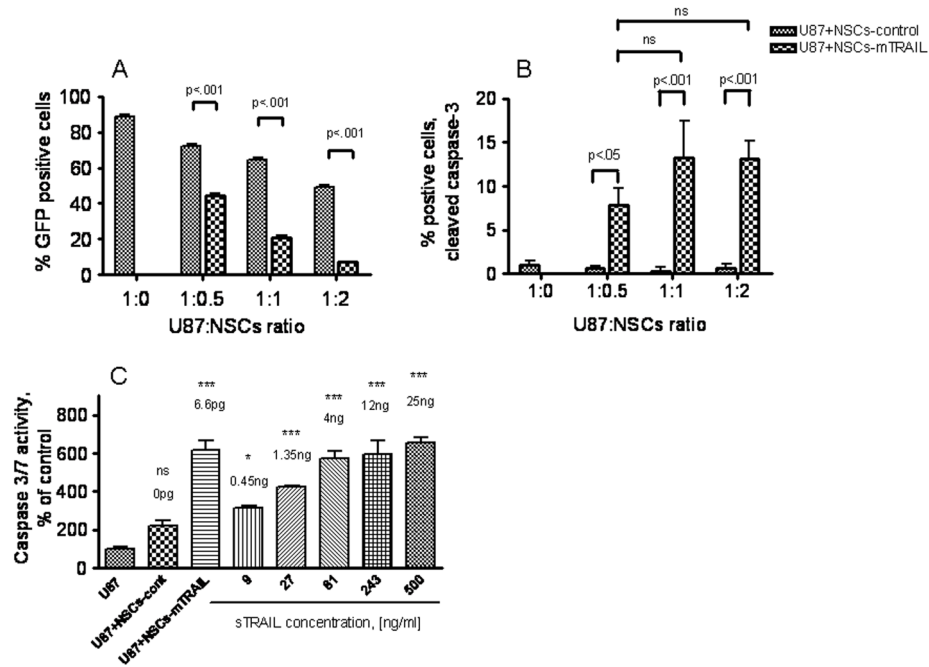 ns
U87+NSCs-control
U87+NSCs-mTRAIL
A
ns
B
p<.001
p<.001
p<.001
p<.001
p<.001
p<.05
% GFP positive cells
100
80
60
40
20
0
1:0
1:0.5
1:1
1:2
U87:NSCs ratio
% postive cells,
cleaved caspase-3
20
15
10
5
0
1:0
1:0.5
1:1
1:2
U87:NSCs ratio
C
Caspase 3/7 activity,
% of control
800
600
400
200
0
ns
0pg
***
6.6pg
*
0.45ng
***
1.35ng
***
4ng
***
12ng
***
25ng
U87
U87+NSCs-cont
U87+NSCs-mTRAIL
9
27
81
243
500
sTRAIL concentration, [ng/ml]